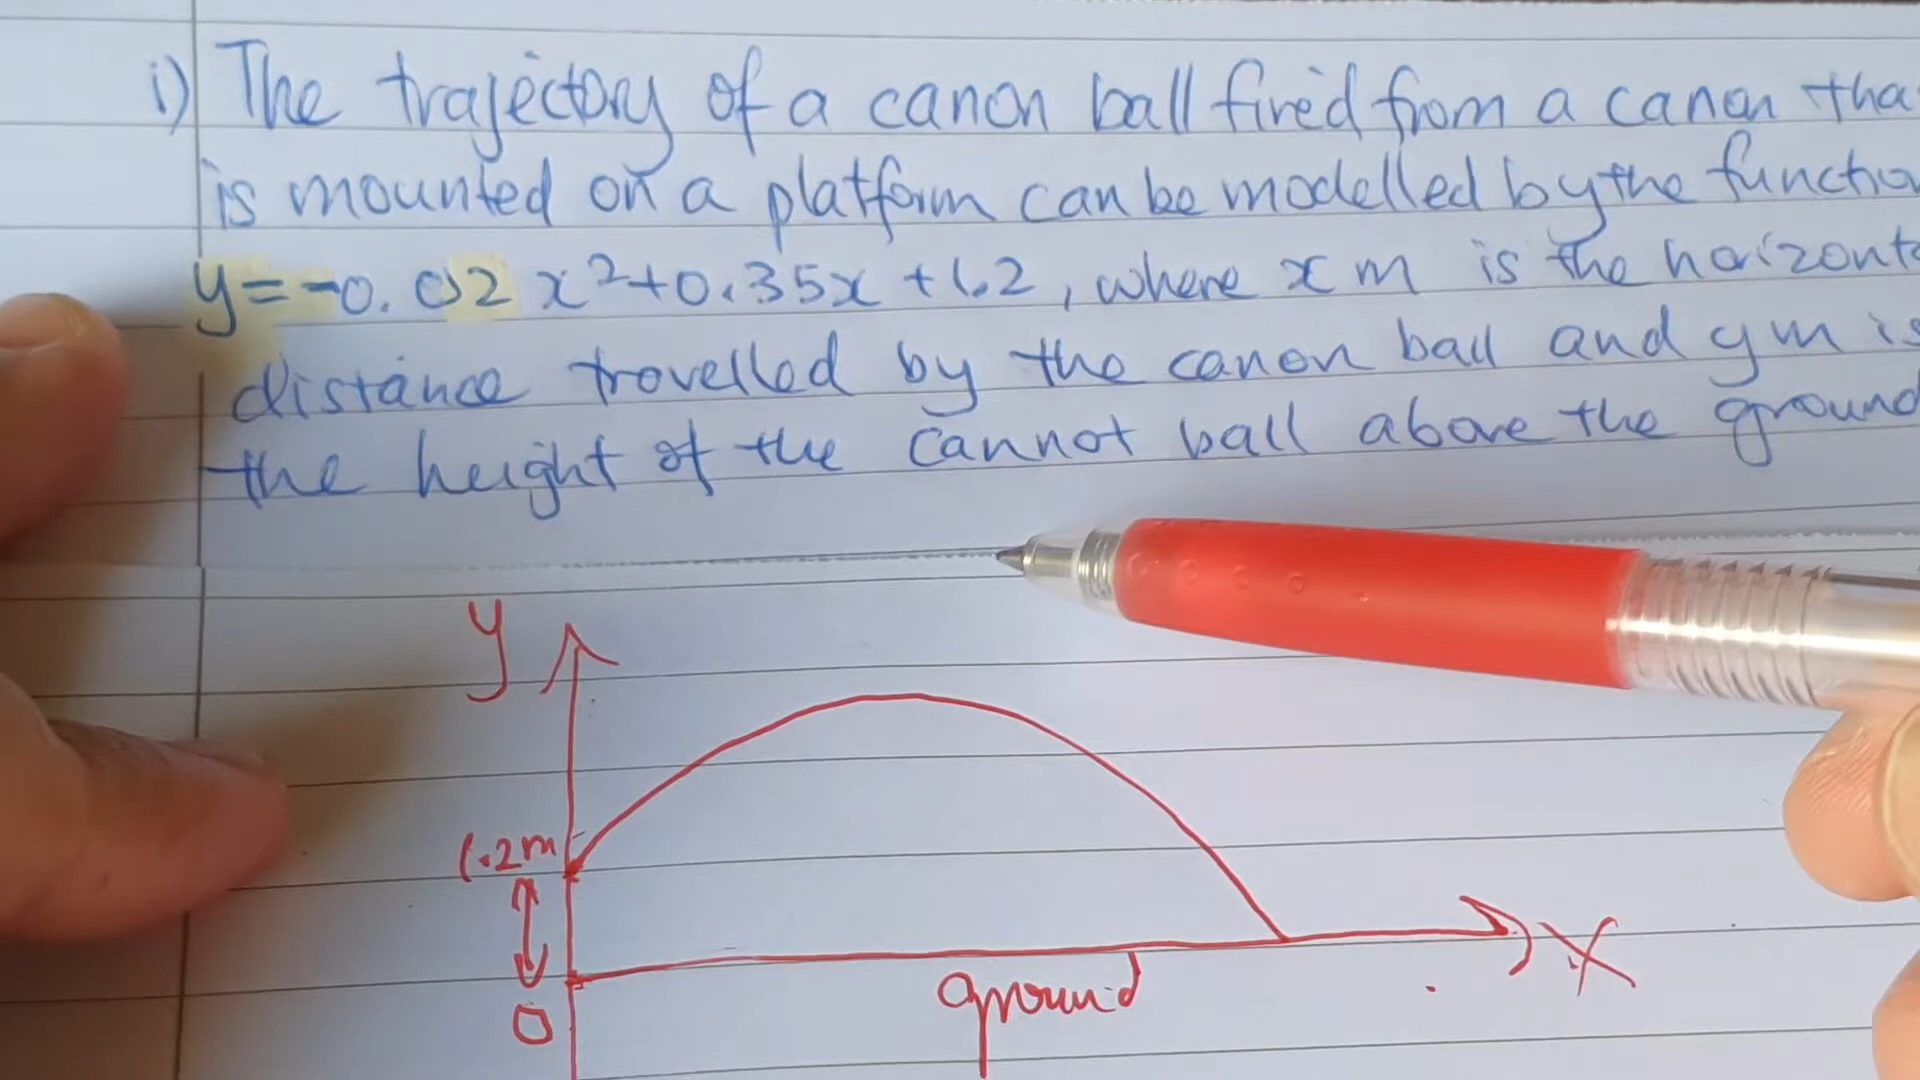 i) The trajectory of a canon ball fired from a canon tha
is mounted on a platform can be modelled by the functio
y=-0.02x²+0.35x+1.2, where x m is the horizont
distance travelled by the canon ball and y m is
the height of the cannot ball above the ground
y
1.2m
0
x
ground